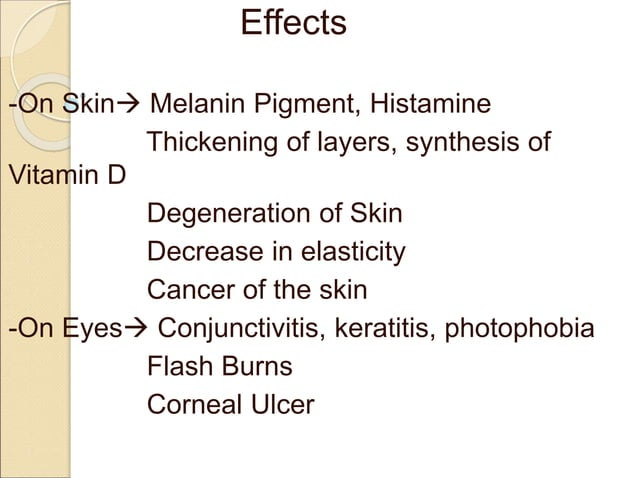 Effects
-On Skin→ Melanin Pigment, Histamine
Thickening of layers, synthesis of
Vitamin D
Degeneration of Skin
Decrease in elasticity
Cancer of the skin
-On Eyes→ Conjunctivitis, keratitis, photophobia
Flash Burns
Corneal Ulcer